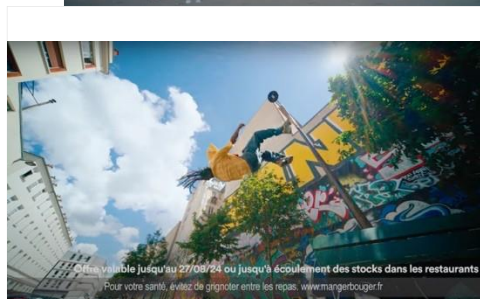 Offre valable jusqu'au 27/08/24 ou jusqu'à écoulement des stocks dans les restaurants
Pour votre santé, évitez de grignoter entre les repas. www.mangerbouger.fr